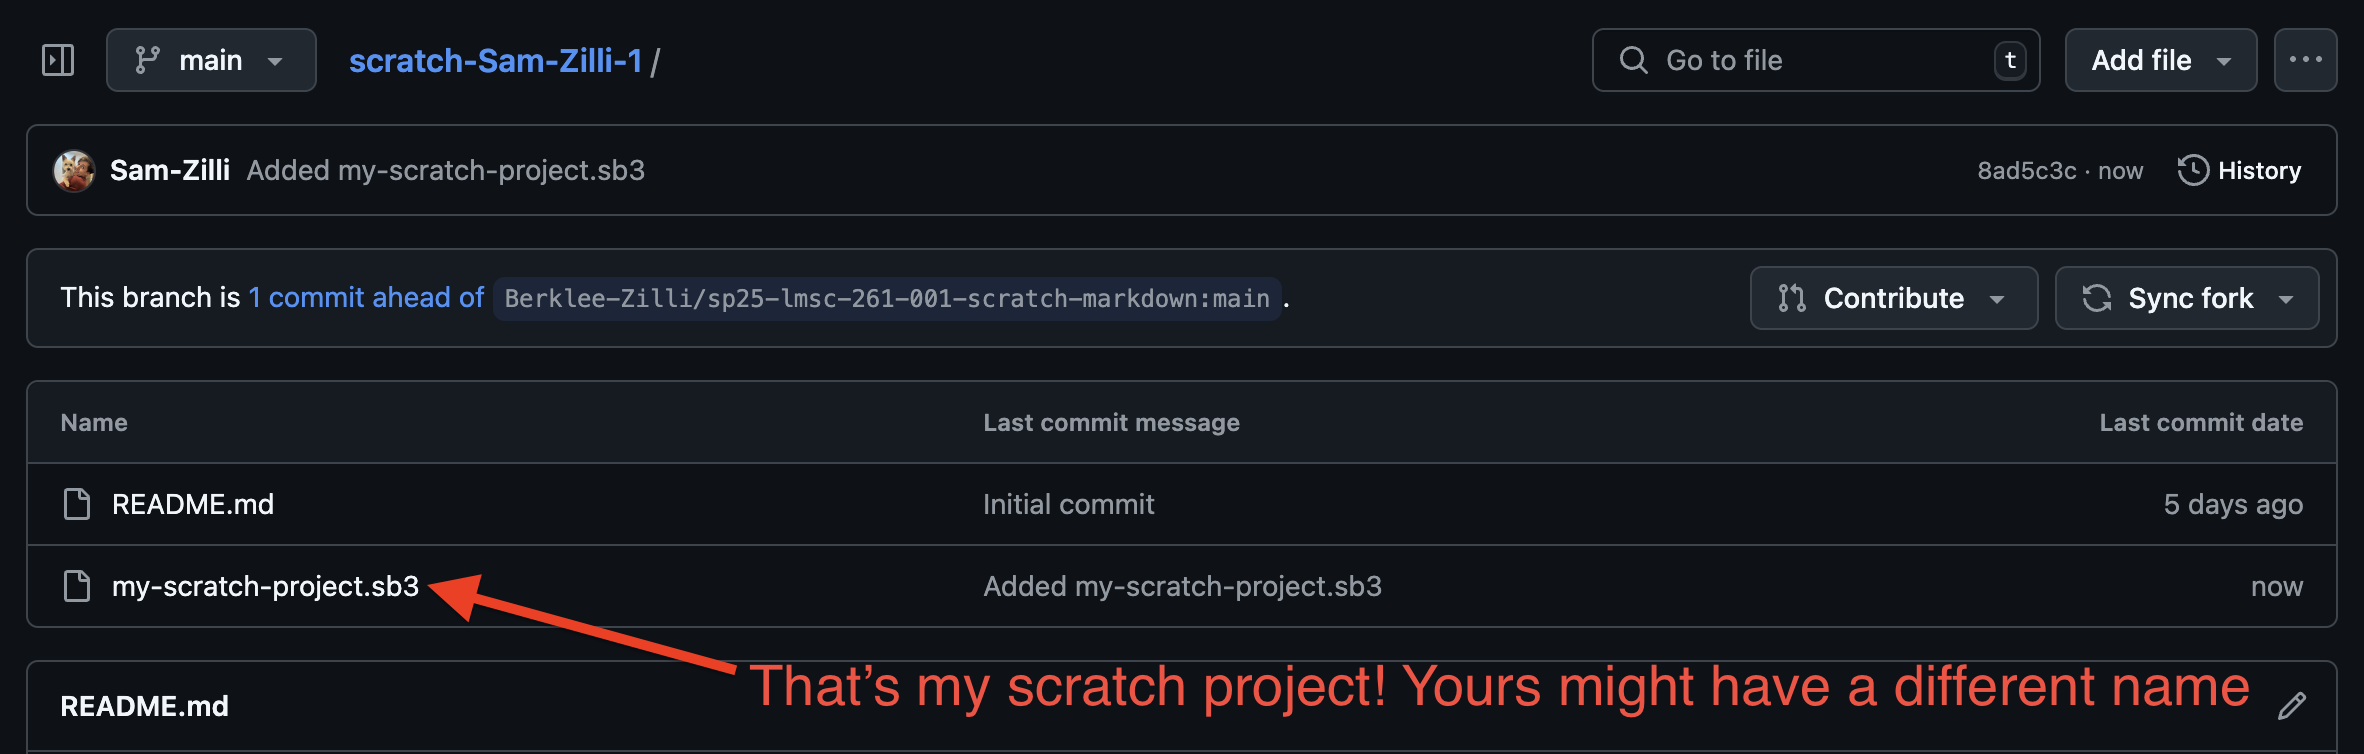 main
scratch-Sam-Zilli-1 /
Go to file
t
Add file
Sam-Zilli Added my-scratch-project.sb3
8ad5c3c · now
History
This branch is 1 commit ahead of Berklee-Zilli/sp25-lmsc-261-001-scratch-markdown:main .
Contribute
Sync fork
Name Last commit message Last commit date
README.md Initial commit 5 days ago
my-scratch-project.sb3 Added my-scratch-project.sb3 now
That’s my scratch project! Yours might have a different name
README.md